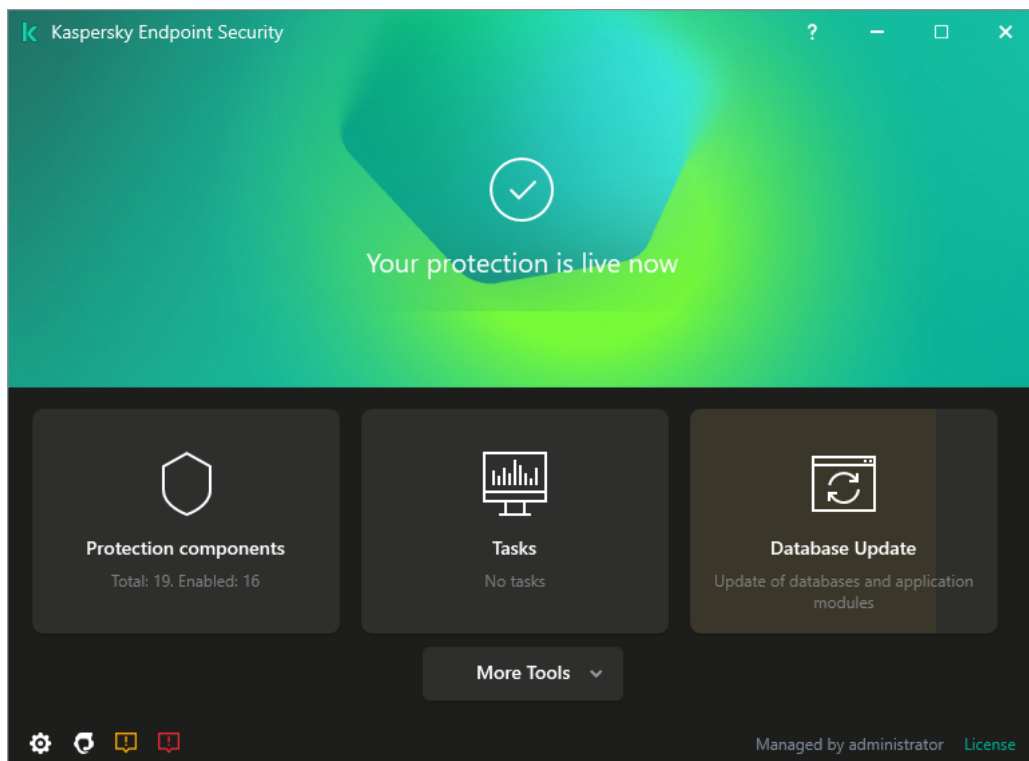 Kaspersky Endpoint Security
?
Your protection is live now
Protection components
Total: 19. Enabled: 16
Tasks
No tasks
Database Update
Update of databases and application
modules
More Tools
Managed by administrator License